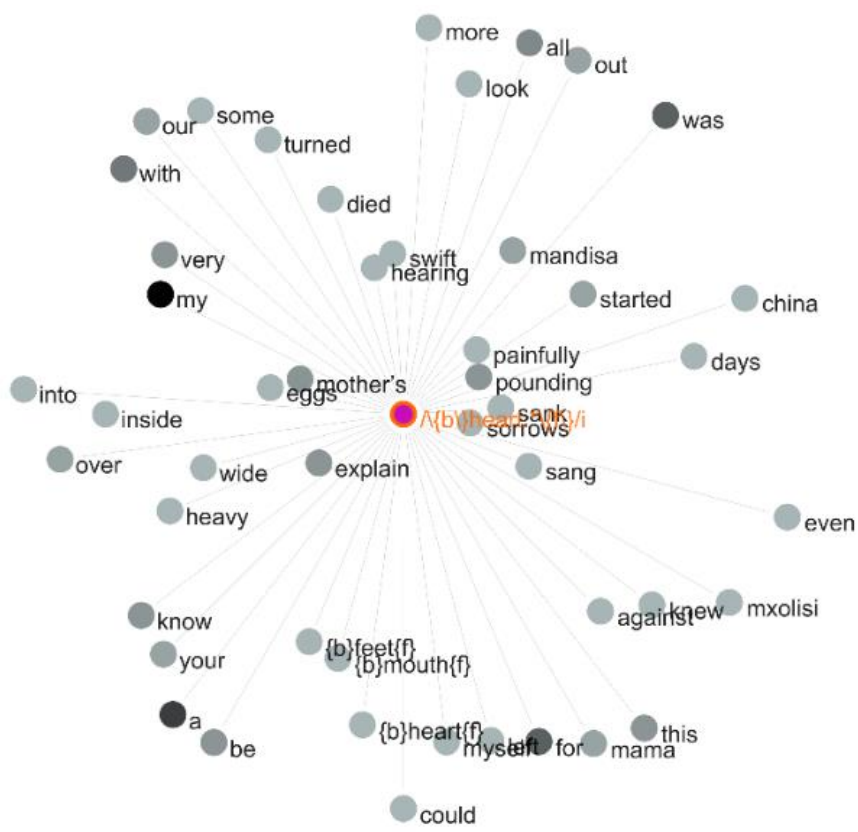 more
all
out
look
was
some
our
turned
with
died
very
swift
hearing
mandisa
my
started
china
painfully
days
pounding
mother's
eggs
into
inside
sank
sorrows
over
wide
explain
sang
heavy
even
know
against
knew
mxolisi
your
{b}feet{f}
{b}mouth{f}
a
be
{b}heart{f}
myself
left
for
mama
this
could